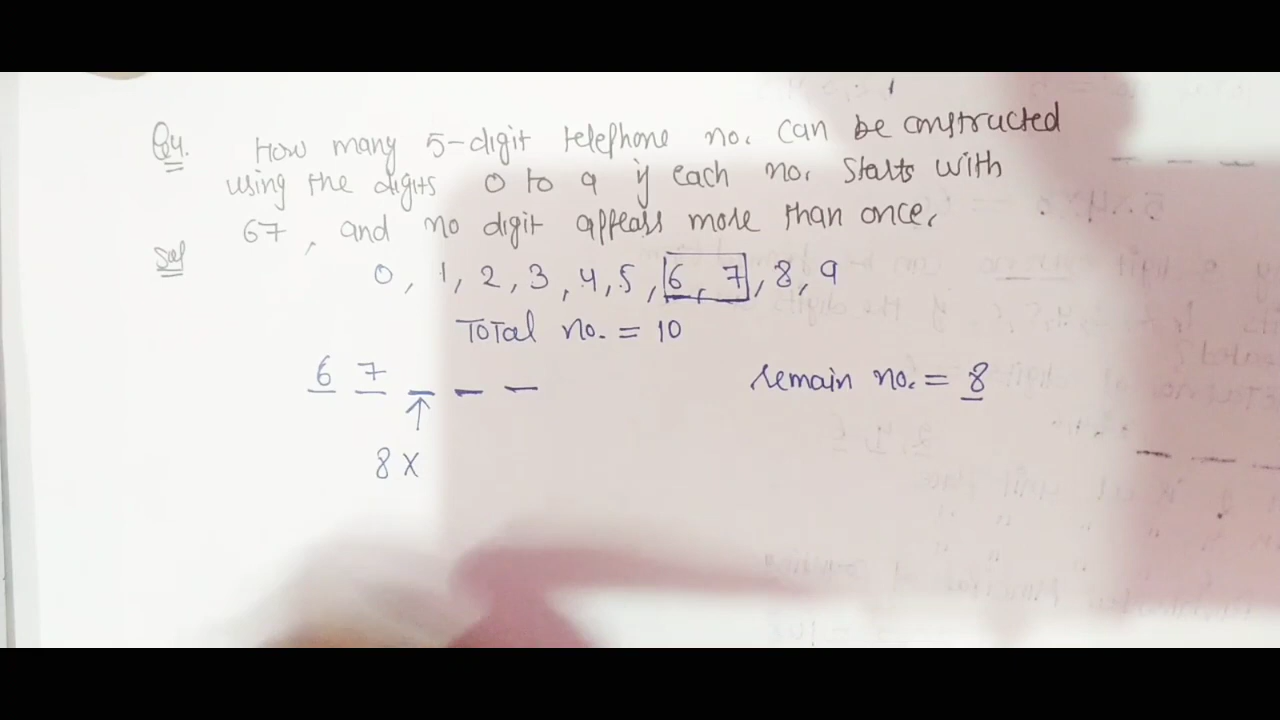 Q4. How many 5-digit telephone no. can be constructed
using the digits 0 to 9 if each no. starts with
67, and no digit appears more than once.
Sol
0, 1, 2, 3, 4, 5, 6, 7, 8, 9
Total no. = 10
6 7 _ _ _ remain no. = 8
8 X